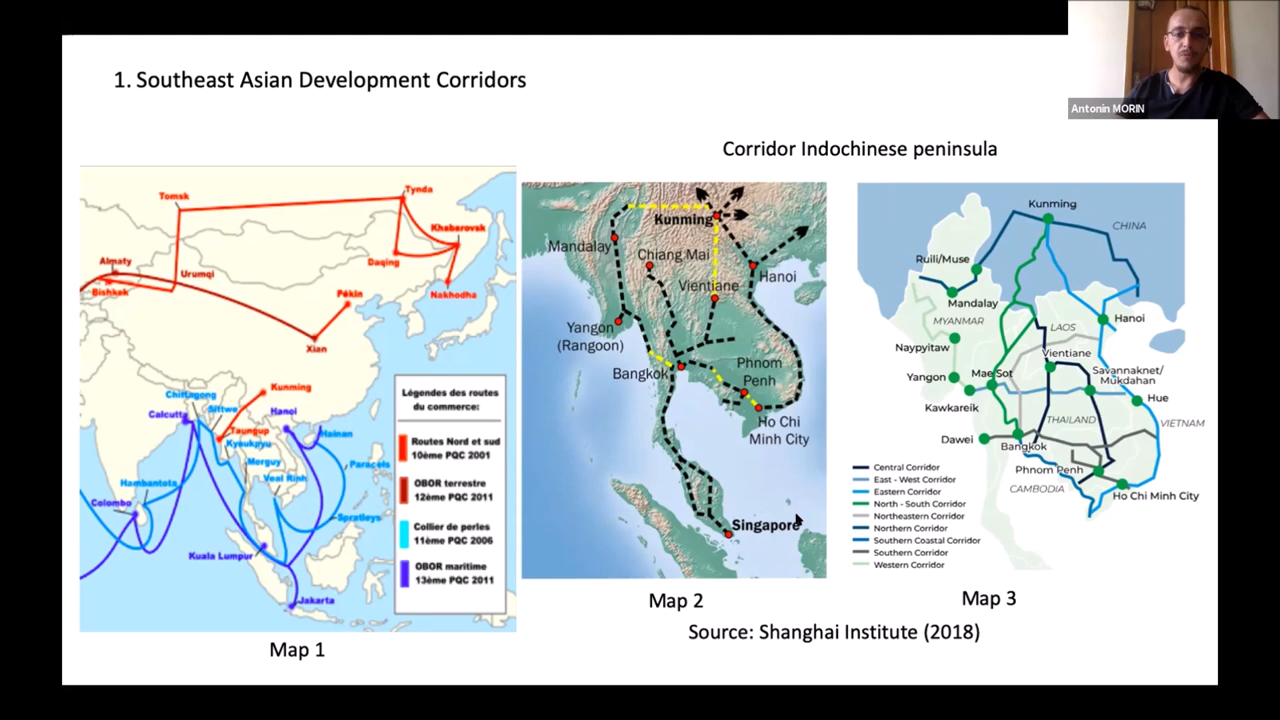 Antonin MORIN
1. Southeast Asian Development Corridors
Corridor Indochinese peninsula
Tomsk
Tynda
Khabarovsk
Almaty
Urumqi
Daqing
Bishkek
Pékin
Nakhodha
Xian
Kunming
Chittagong
Calcutta
Sittwe
Hanoi
Taungup
Hainan
Kyaukpyu
Merguy
Paracels
Hambantota
Veal Rinh
Colombo
Spratleys
Kuala Lumpur
Jakarta
Légendes des routes
du commerce:
Routes Nord et sud
10ème PQC 2001
OBOR terrestre
12ème PQC 2011
Collier de perles
11ème PQC 2006
OBOR maritime
13ème PQC 2011
Map 1
Kunming
Mandalay
Chiang Mai
Hanoi
Vientiane
Yangon
(Rangoon)
Bangkok
Phnom
Penh
Ho Chi
Minh City
Singapore
Map 2
Kunming
CHINA
Ruili/Muse
Mandalay
MYANMAR
Hanoi
LAOS
Naypyitaw
Vientiane
Yangon
Mae Sot
Savannaknet/
Mukdahan
Kawkareik
Hue
THAILAND
VIETNAM
Dawei
Bangkok
Phnom Penh
CAMBODIA
Ho Chi Minh City
Central Corridor
East - West Corridor
Eastern Corridor
North - South Corridor
Northeastern Corridor
Northern Corridor
Southern Coastal Corridor
Southern Corridor
Western Corridor
Map 3
Source: Shanghai Institute (2018)